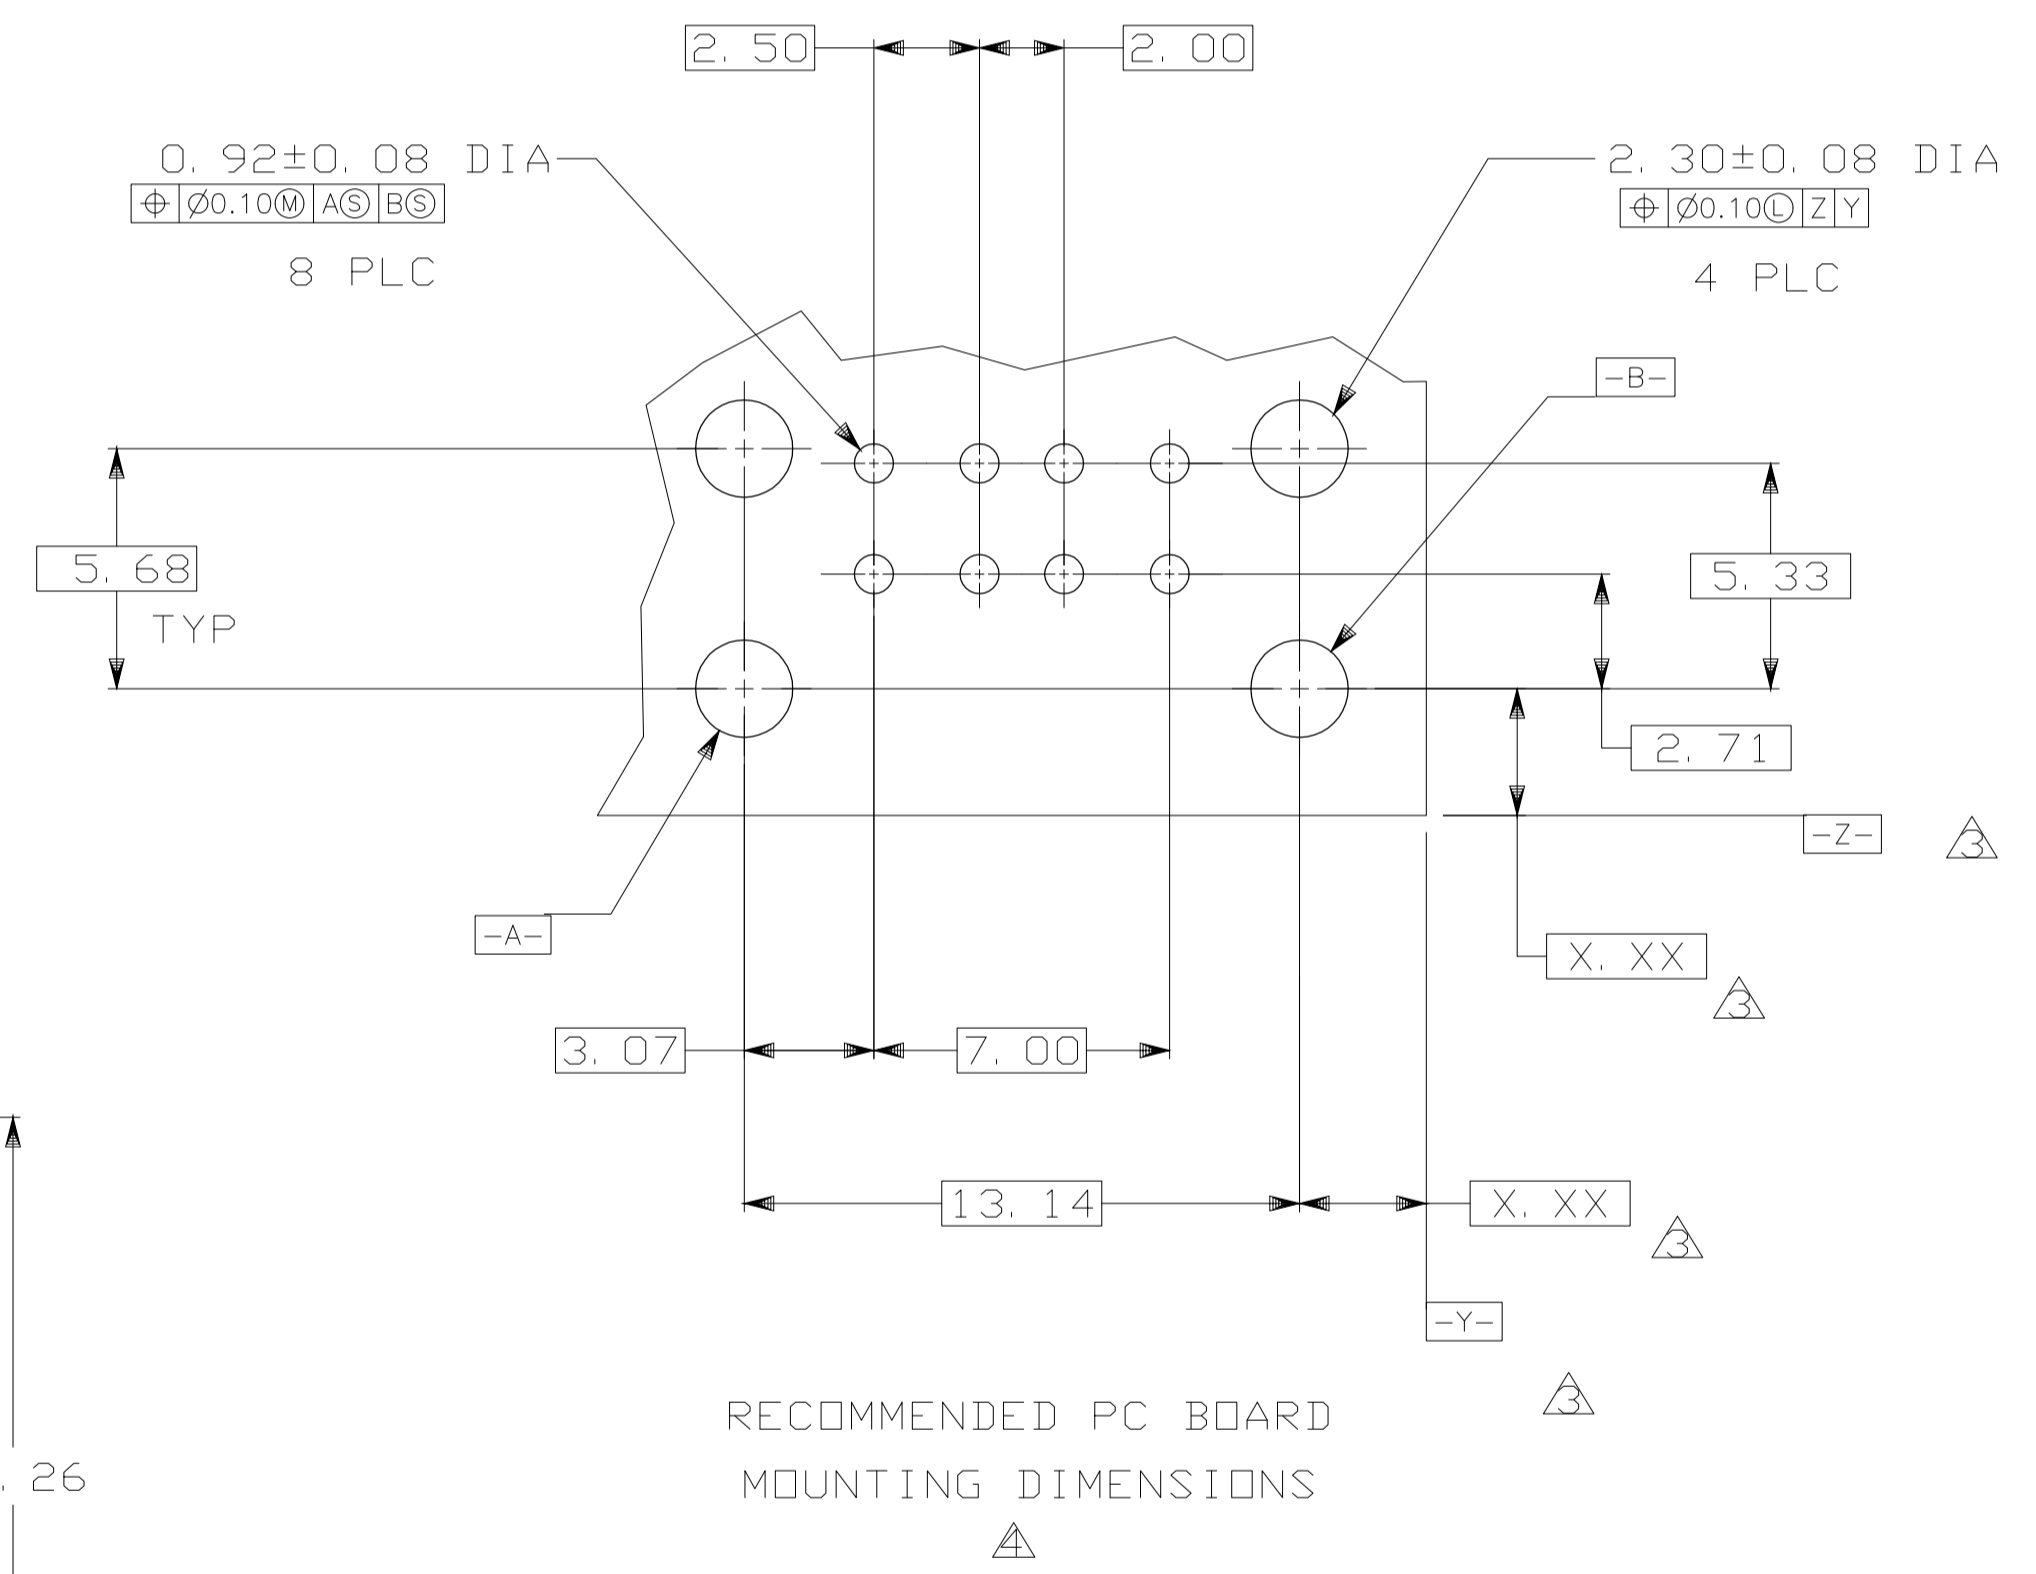 2.50
2.00
0.92±0.08 DIA
⌖ Ø0.10Ⓜ AⓈ BⓈ
8 PLC
2.30±0.08 DIA
⌖ Ø0.10Ⓛ Z Y
4 PLC
-B-
5.68
TYP
5.33
2.71
-Z-
3
-A-
X.XX
3
3.07
7.00
13.14
X.XX
3
-Y-
3
RECOMMENDED PC BOARD
MOUNTING DIMENSIONS
4
. 26